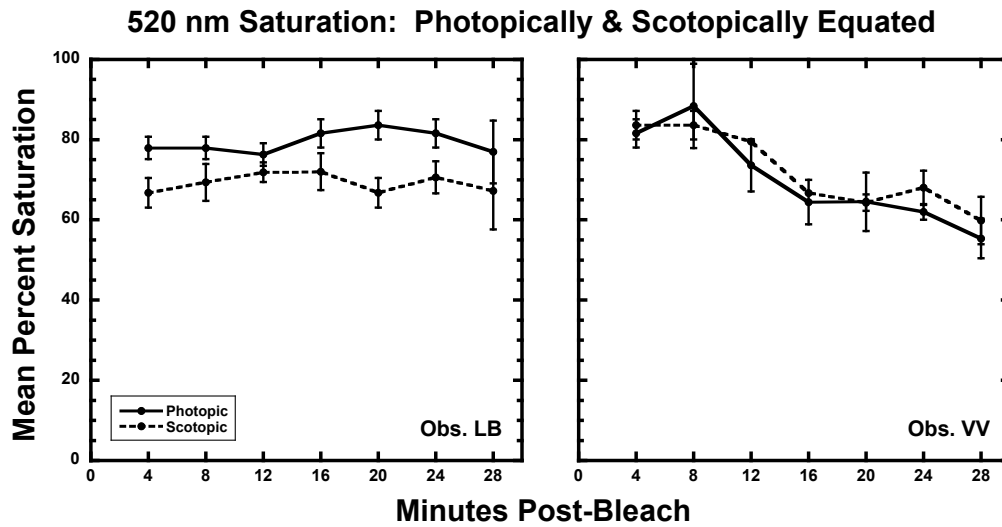 520 nm Saturation: Photopically & Scotopically Equated
Mean Percent Saturation
100
80
60
40
20
0
Photopic
Scotopic
Obs. LB
Obs. VV
0 4 8 12 16 20 24 28
0 4 8 12 16 20 24 28
Minutes Post-Bleach